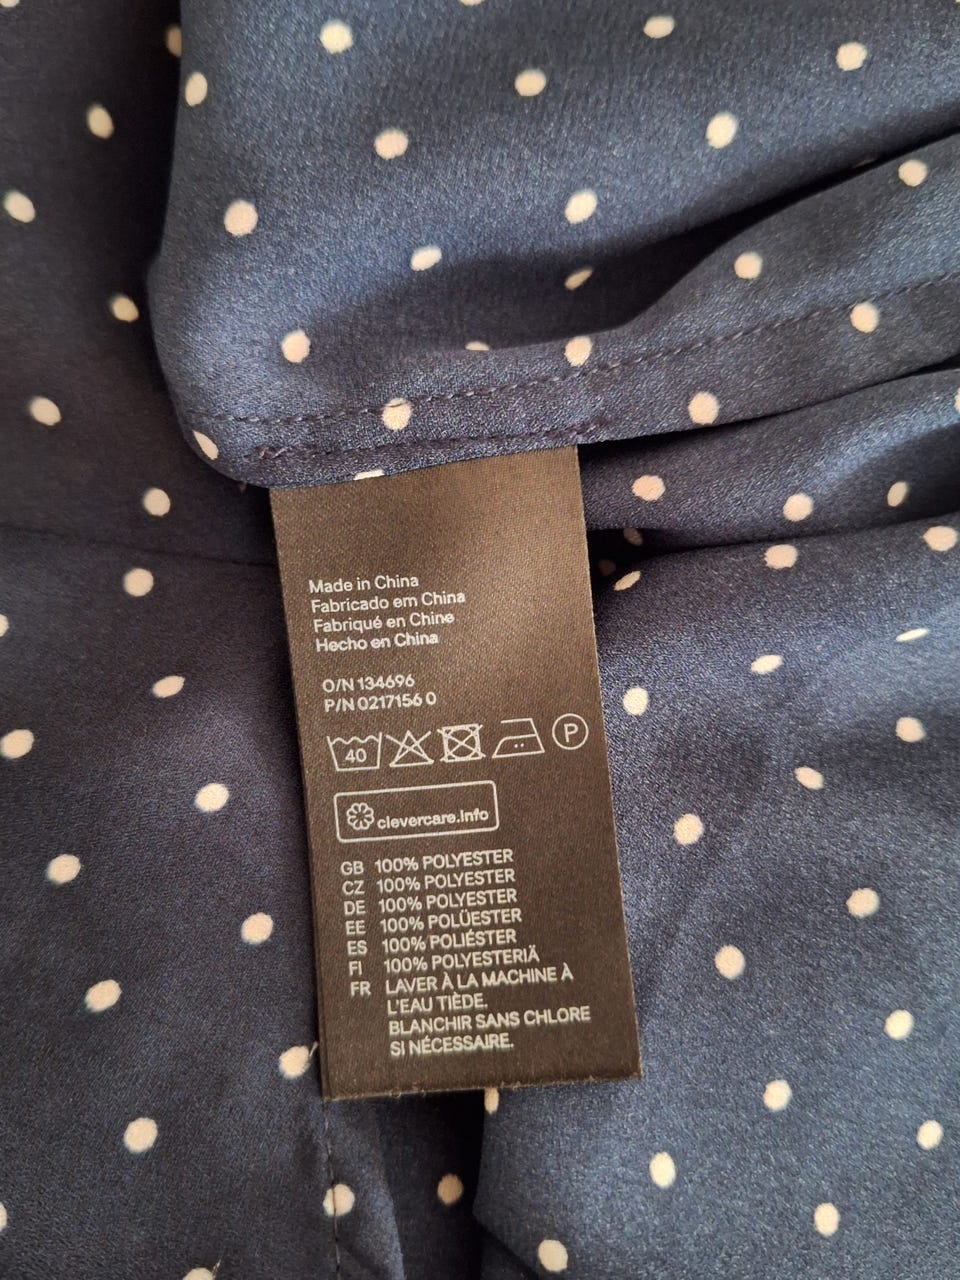 Made in China
Fabricado em China
Fabriqué en Chine
Hecho en China
O/N 134696
P/N 0217156 0
40 P
clevercare.info
GB 100% POLYESTER
CZ 100% POLYESTER
DE 100% POLYESTER
EE 100% POLÜESTER
ES 100% POLIÉSTER
FI 100% POLYESTERIÄ
FR LAVER À LA MACHINE À
L'EAU TIÈDE.
BLANCHIR SANS CHLORE
SI NÉCESSAIRE.